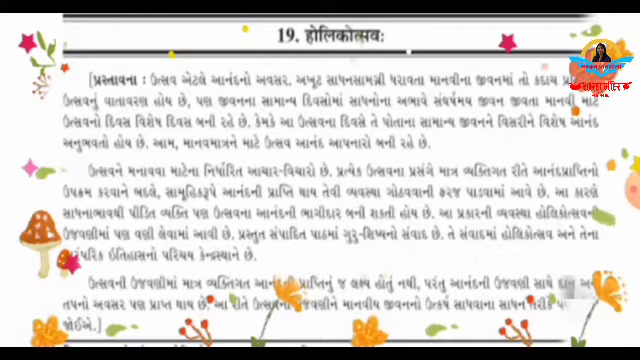 19. होलिकोत्सवः
[પ્રસ્તાવના : ઉત્સવ એટલે આનંદનો અવસર. અખૂટ સાધનસામગ્રી ધરાવતા માનવીના જીવનમાં તો કદાચ
ઉત્સવનું વાતાવરણ હોય છે, પણ જીવનના સામાન્ય દિવસોમાં સાધનોના અભાવે સંઘર્ષમય જીવન જીવતા માનવી માટે
ઉત્સવનો દિવસ વિશેષ દિવસ બની રહે છે. કેમકે આ ઉત્સવના દિવસે તે પોતાના સામાન્ય જીવનને વિસરીને વિશેષ આનંદ
અનુભવતો હોય છે. આમ, માનવમાત્રને માટે ઉત્સવ આનંદ આપનારો બની રહે છે.
ઉત્સવને મનાવવા માટેના નિર્ધારિત આચાર-વિચારો છે. પ્રત્યેક ઉત્સવના પ્રસંગે માત્ર વ્યક્તિગત રીતે આનંદપ્રાપ્તિનો
ઉપક્રમ કરવાને બદલે, સામૂહિકરૂપે આનંદની પ્રાપ્તિ થાય તેવી વ્યવસ્થા ગોઠવવાની ફરજ પાડવામાં આવે છે. આ કારણે
સાધનાભાવથી પીડિત વ્યક્તિ પણ ઉત્સવના આનંદની ભાગીદાર બની શકતી હોય છે. આ પ્રકારની વ્યવસ્થા હોલિકોત્સવન
ઉજવણીમાં પણ વણી લેવામાં આવી છે. પ્રસ્તુત સંપાદિત પાઠમાં ગુરુ-શિષ્યનો સંવાદ છે. તે સંવાદમાં હોલિકોત્સવ અને તેના
ઇતિહાસનો પરિચય કેન્દ્રસ્થાને છે.
ઉત્સવની ઉજવણીમાં માત્ર વ્યક્તિગત આનંદની પ્રાપ્તિનું જ લક્ષ્ય હોતું નથી, પરંતુ આનંદની ઉજવણી સાથે દાન અને
તપનો અવસર પણ પ્રાપ્ત થાય છે. આ રીતે ઉત્સવની ઉજવણીને માનવીય જીવનનો ઉત્કર્ષ સાધવાના સાધન તરીકે
જોઈએ.]